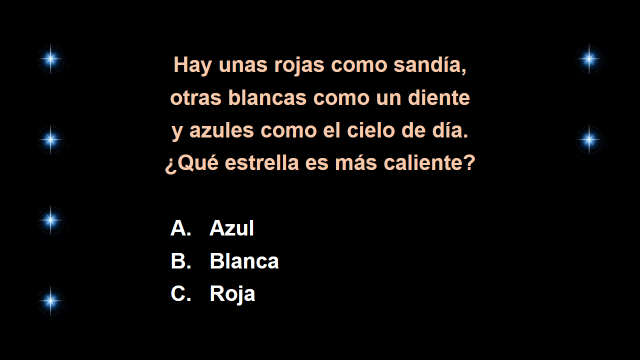 Hay unas rojas como sandía,
otras blancas como un diente
y azules como el cielo de día.
¿Qué estrella es más caliente?
A. Azul
B. Blanca
C. Roja